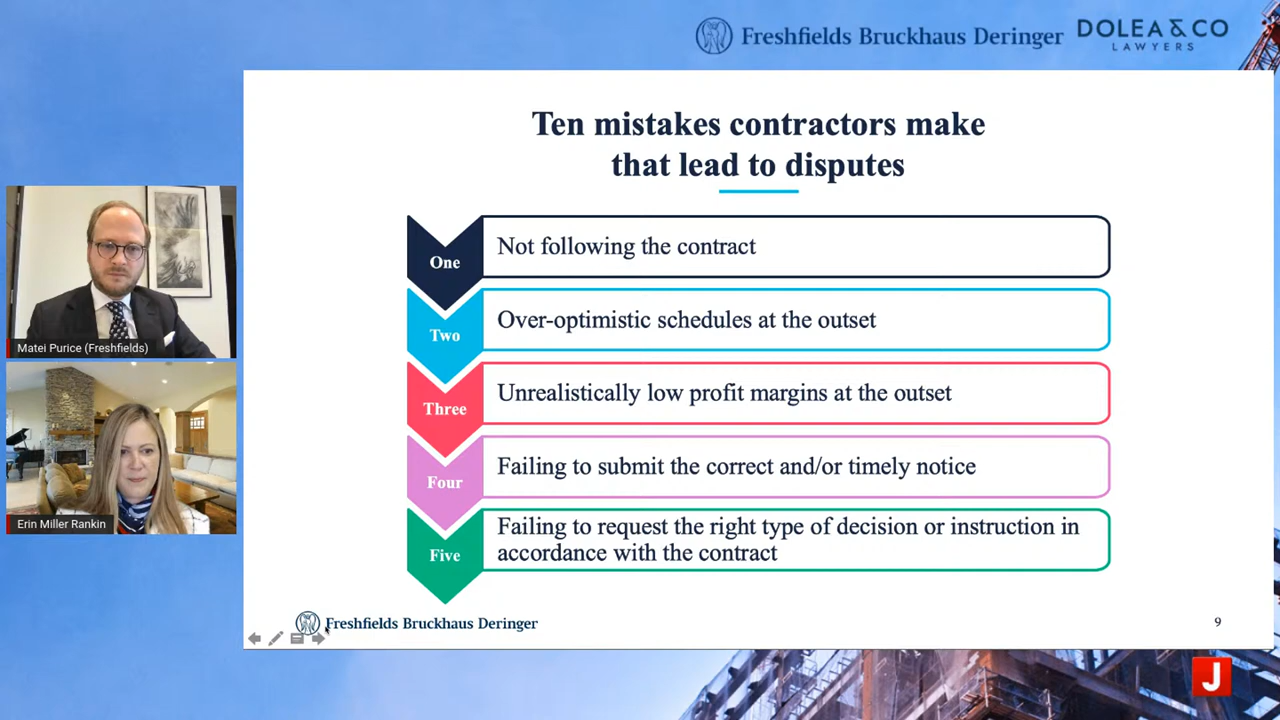 Freshfields Bruckhaus Deringer
DOLEA & CO
LAWYERS
Ten mistakes contractors make
that lead to disputes
One
Not following the contract
Two
Over-optimistic schedules at the outset
Three
Unrealistically low profit margins at the outset
Four
Failing to submit the correct and/or timely notice
Five
Failing to request the right type of decision or instruction in
accordance with the contract
Freshfields Bruckhaus Deringer
9
Matei Purice (Freshfields)
Erin Miller Rankin
J